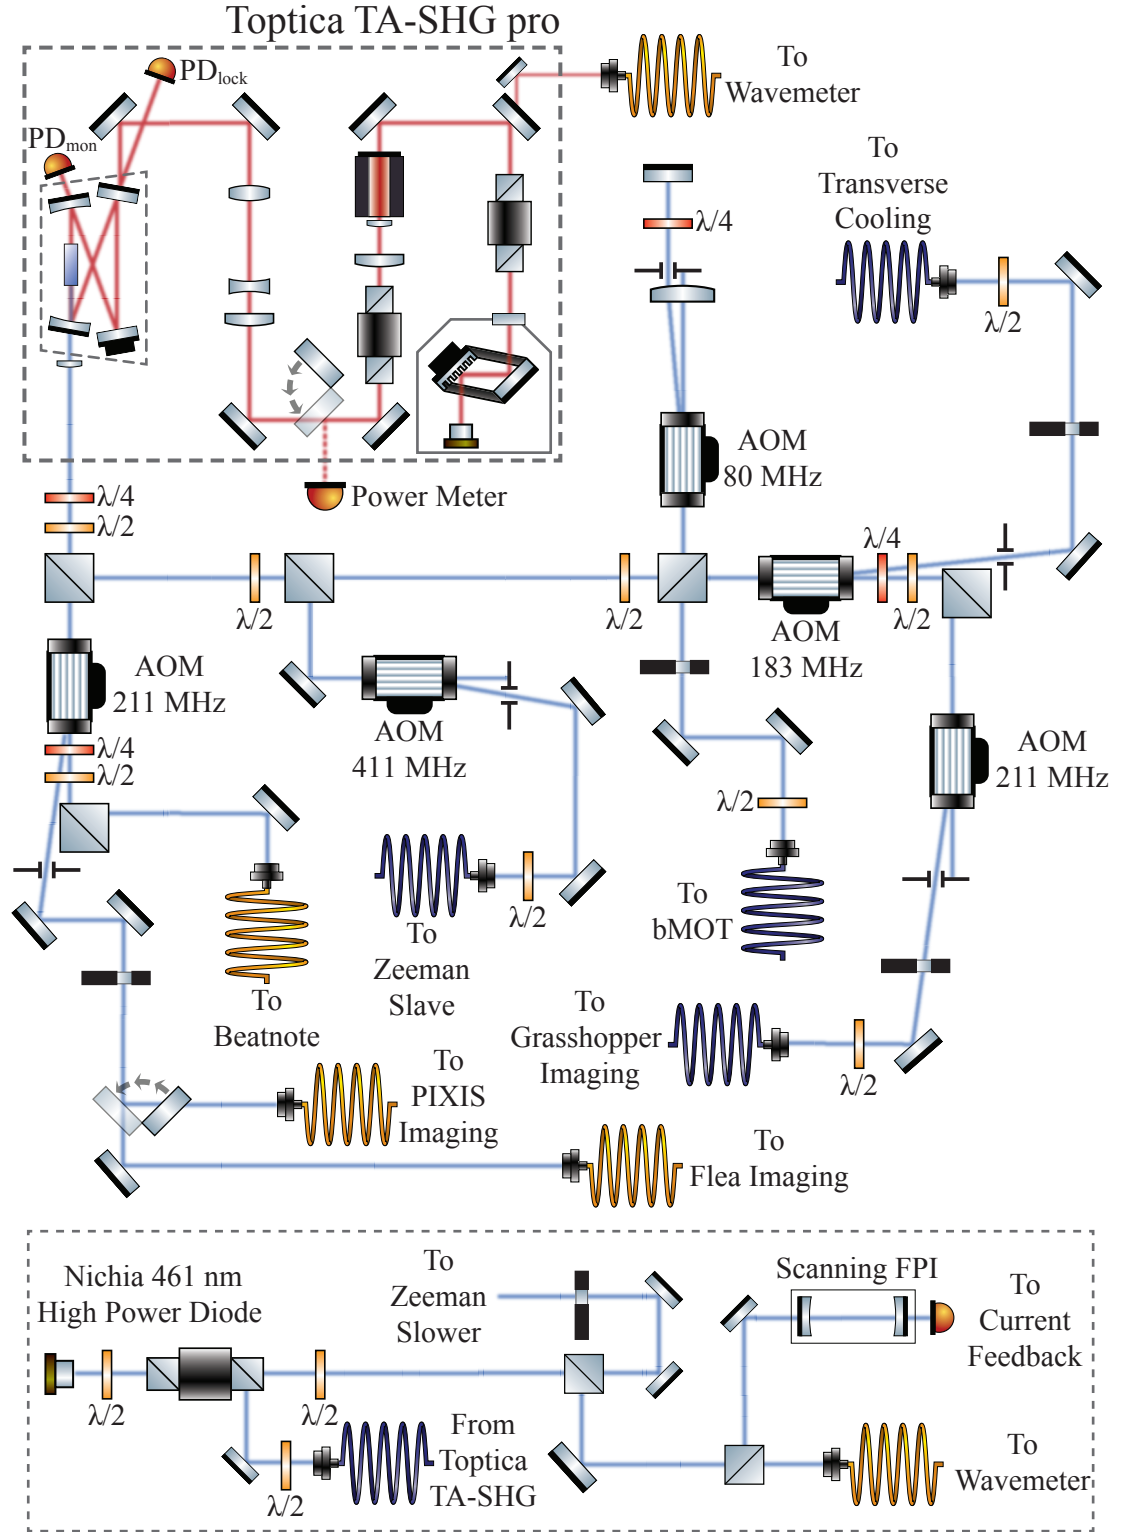 Toptica TA-SHG pro
PDlock
PDmon
To
Wavemeter
To
Transverse
Cooling
λ/4
λ/2
AOM
80 MHz
Power Meter
λ/4
λ/2
λ/4
λ/2
λ/2
λ/2
AOM
183 MHz
AOM
211 MHz
λ/4
λ/2
AOM
411 MHz
AOM
211 MHz
λ/2
To
Zeeman
Slave
λ/2
To
bMOT
To
Beatnote
To
Grasshopper
Imaging
λ/2
To
PIXIS
Imaging
To
Flea Imaging
Nichia 461 nm
High Power Diode
To
Zeeman
Slower
Scanning FPI
To
Current
Feedback
λ/2
λ/2
From
Toptica
TA-SHG
λ/2
To
Wavemeter